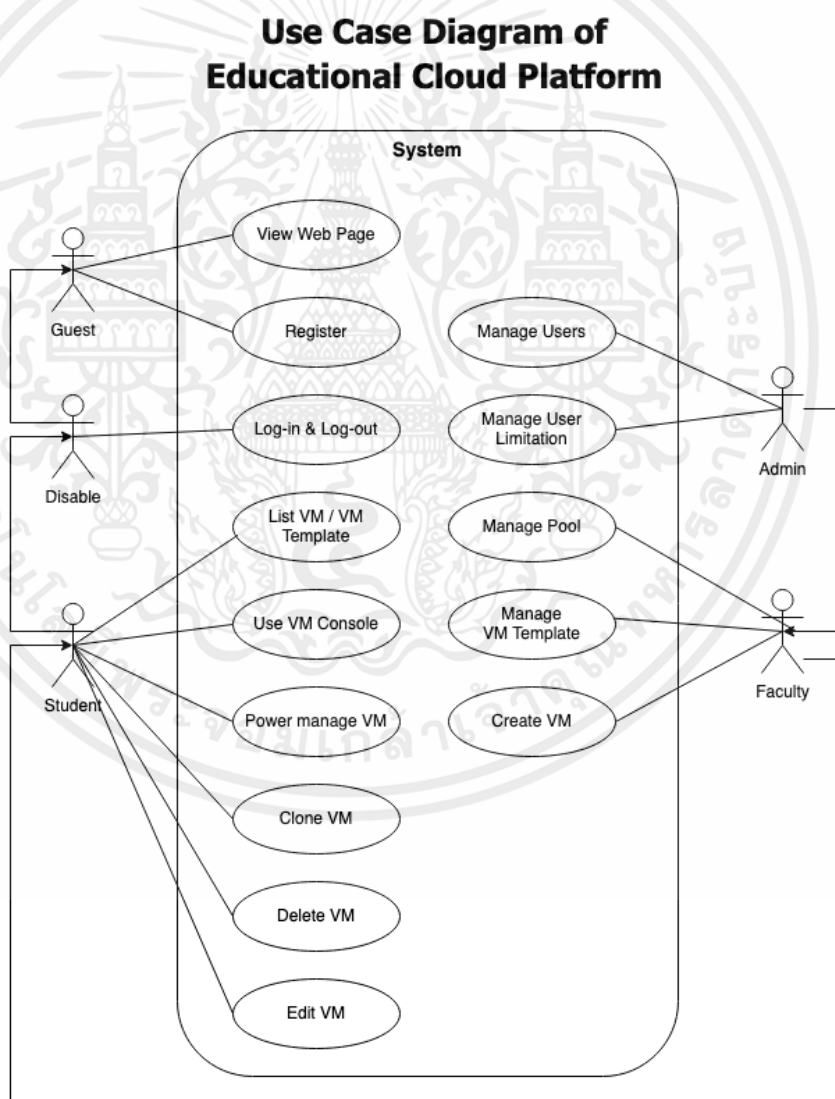 Use Case Diagram of
Educational Cloud Platform
System
View Web Page
Guest
Register
Manage Users
Log-in & Log-out
Manage User
Limitation
Disable
Admin
List VM / VM
Template
Manage Pool
Use VM Console
Manage
VM Template
Student
Faculty
Power manage VM
Create VM
Clone VM
Delete VM
Edit VM